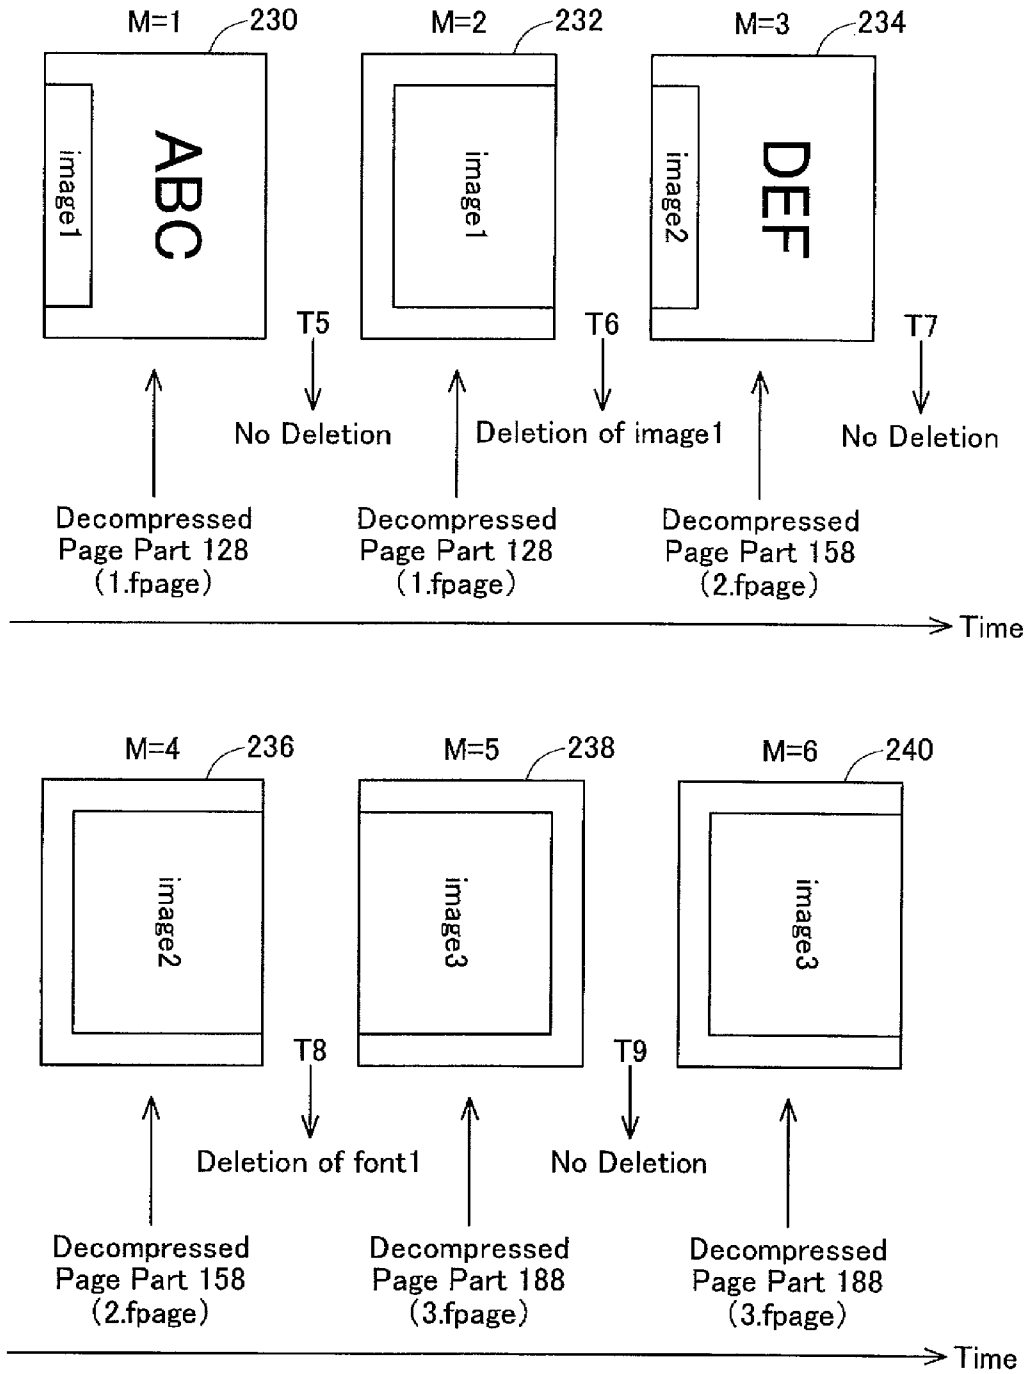 M=1
230
M=2
232
M=3
234
image1
ABC
image1
image2
DEF
T5
T6
T7
No Deletion
Deletion of image1
No Deletion
Decompressed
Page Part 128
(1.fpage)
Decompressed
Page Part 128
(1.fpage)
Decompressed
Page Part 158
(2.fpage)
Time
M=4
236
M=5
238
M=6
240
image2
image3
image3
T8
T9
Deletion of font1
No Deletion
Decompressed
Page Part 158
(2.fpage)
Decompressed
Page Part 188
(3.fpage)
Decompressed
Page Part 188
(3.fpage)
Time